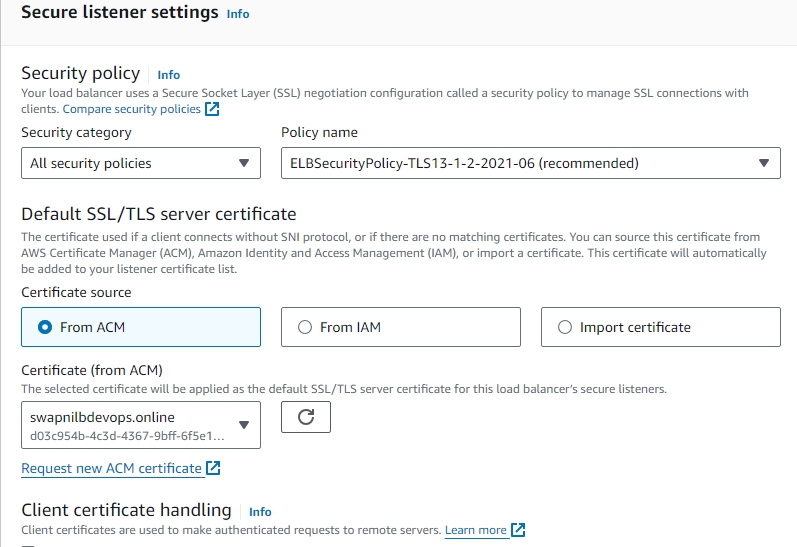 Secure listener settings Info
Security policy Info
Your load balancer uses a Secure Socket Layer (SSL) negotiation configuration called a security policy to manage SSL connections with
clients. Compare security policies
Security category
Policy name
All security policies
ELBSecurityPolicy-TLS13-1-2-2021-06 (recommended)
Default SSL/TLS server certificate
The certificate used if a client connects without SNI protocol, or if there are no matching certificates. You can source this certificate from
AWS Certificate Manager (ACM), Amazon Identity and Access Management (IAM), or import a certificate. This certificate will automatically
be added to your listener certificate list.
Certificate source
From ACM
From IAM
Import certificate
Certificate (from ACM)
The selected certificate will be applied as the default SSL/TLS server certificate for this load balancer's secure listeners.
swapnilbdevops.online
d03c954b-4c3d-4367-9bff-6f5e1...
Request new ACM certificate
Client certificate handling Info
Client certificates are used to make authenticated requests to remote servers. Learn more